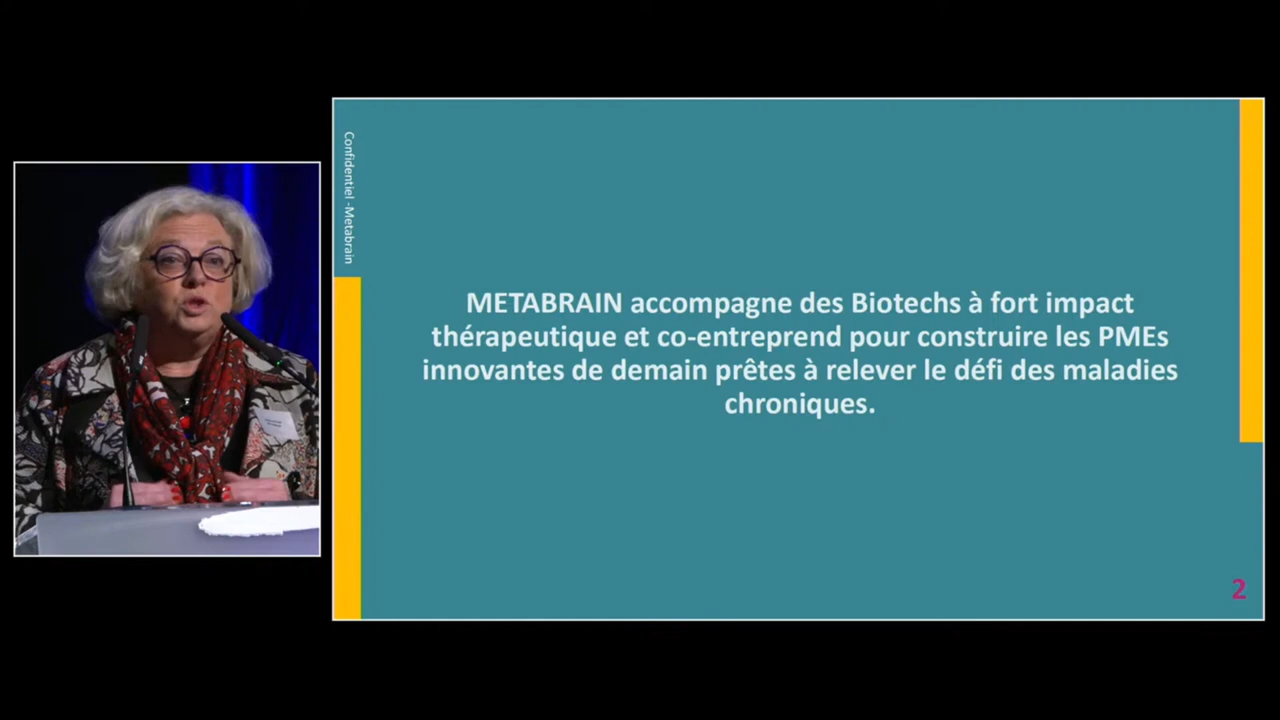 Confidentiel -Metabrain
METABRAIN accompagne des Biotechs à fort impact
thérapeutique et co-entreprend pour construire les PMEs
innovantes de demain prêtes à relever le défi des maladies
chroniques.
2